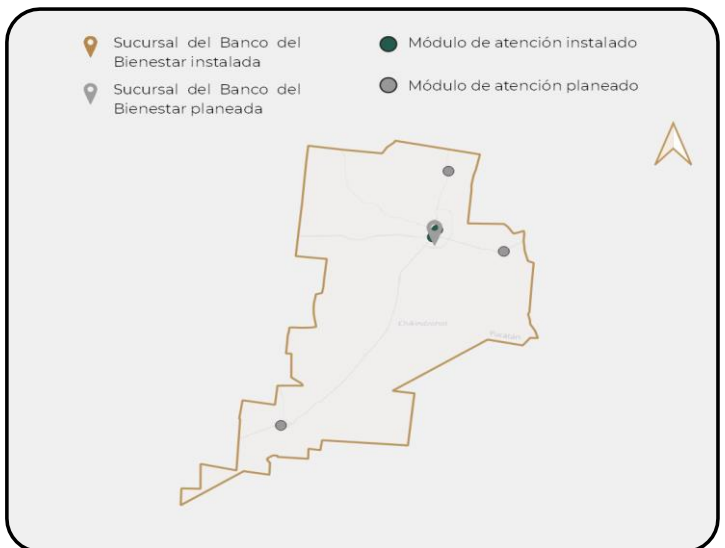 Sucursal del Banco del
Bienestar instalada
Sucursal del Banco del
Bienestar planeada
Módulo de atención instalado
Módulo de atención planeado
Yucatán